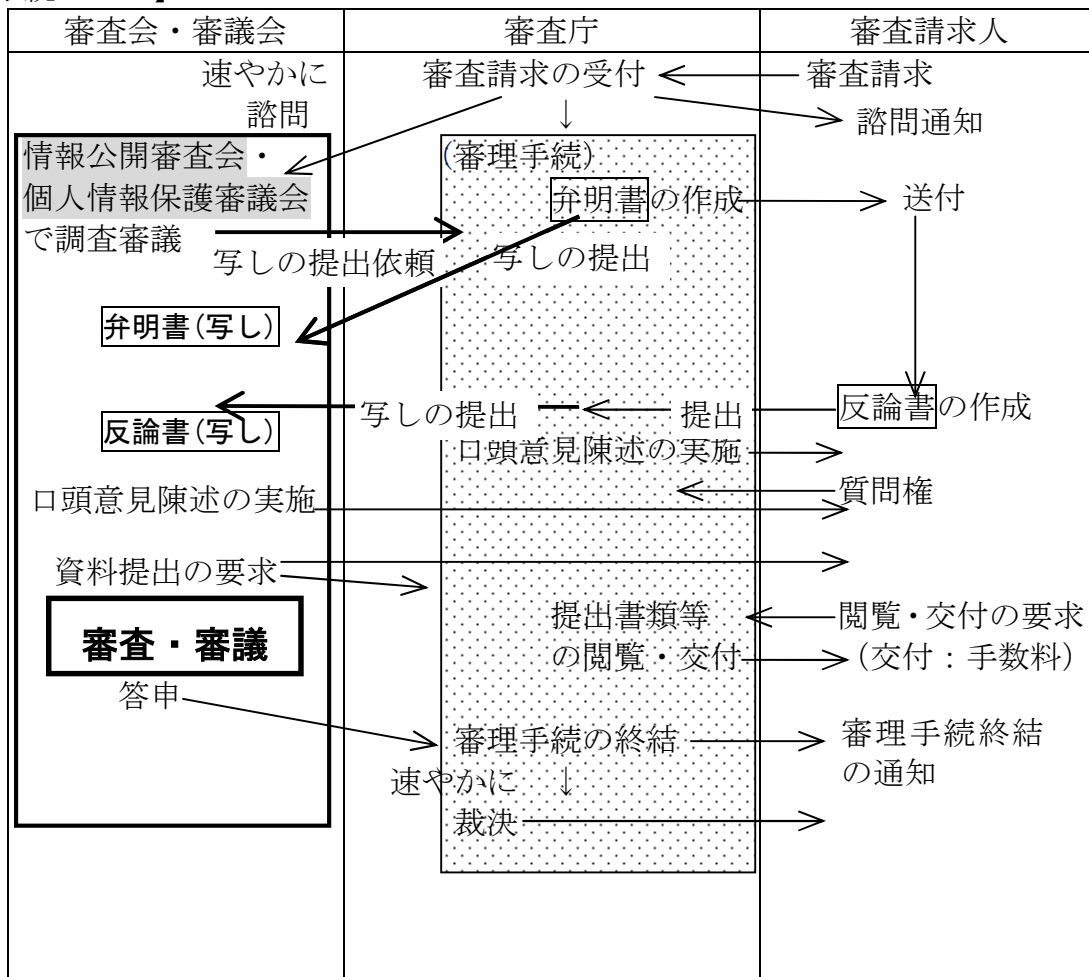 審査会・審議会 審査庁 審査請求人
速やかに 審査請求の受付 審査請求
諮問 ↓ 諮問通知
情報公開審査会・ (審理手続)
個人情報保護審議会 弁明書の作成 送付
で調査審議
写しの提出依頼 写しの提出
弁明書(写し)
写しの提出 提出 反論書の作成
反論書(写し)
口頭意見陳述の実施
口頭意見陳述の実施 質問権
資料提出の要求
提出書類等 閲覧・交付の要求
審査・審議 の閲覧・交付 (交付:手数料)
答申
審理手続の終結 審理手続終結
速やかに ↓ の通知
裁決